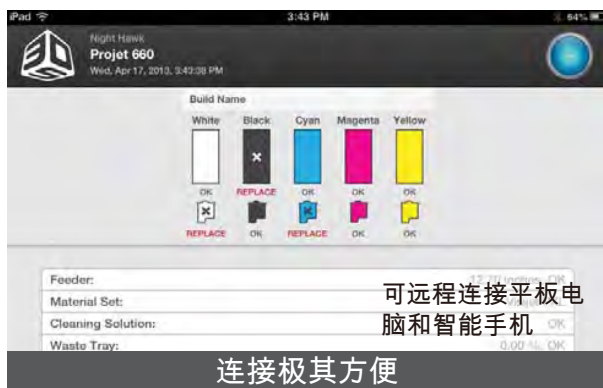 iPad 3:43 PM 64%
Night Hawk
Projet 660
Wed, Apr 17, 2013, 3:43:38 PM
Build Name
White Black Cyan Magenta Yellow
OK REPLACE OK OK OK
REPLACE OK REPLACE OK OK
Feeder: OK
Material Set:
可远程连接平板电
脑和智能手机
Cleaning Solution: OK
Waste Tray: 0.00 %, OK
连接极其方便